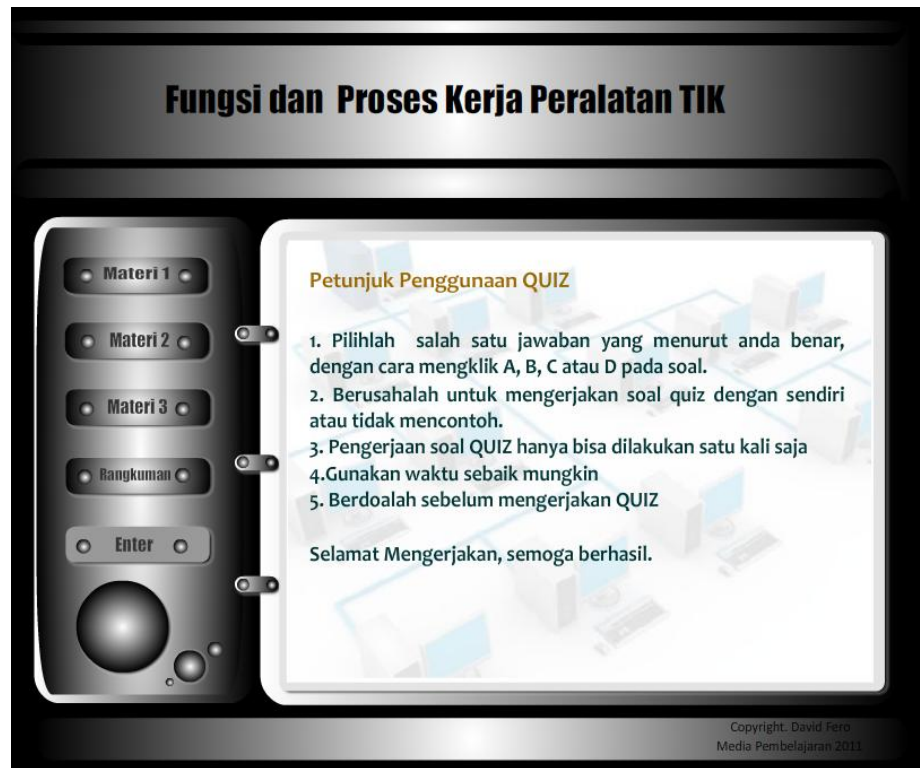 Fungsi dan Proses Kerja Peralatan TIK
Materi 1
Materi 2
Materi 3
Rangkuman
Enter
Petunjuk Penggunaan QUIZ
1. Pilihlah salah satu jawaban yang menurut anda benar,
dengan cara mengklik A, B, C atau D pada soal.
2. Berusahalah untuk mengerjakan soal quiz dengan sendiri
atau tidak mencontoh.
3. Pengerjaan soal QUIZ hanya bisa dilakukan satu kali saja
4.Gunakan waktu sebaik mungkin
5. Berdoalah sebelum mengerjakan QUIZ
Selamat Mengerjakan, semoga berhasil.
Copyright. David Fero
Media Pembelajaran 2011